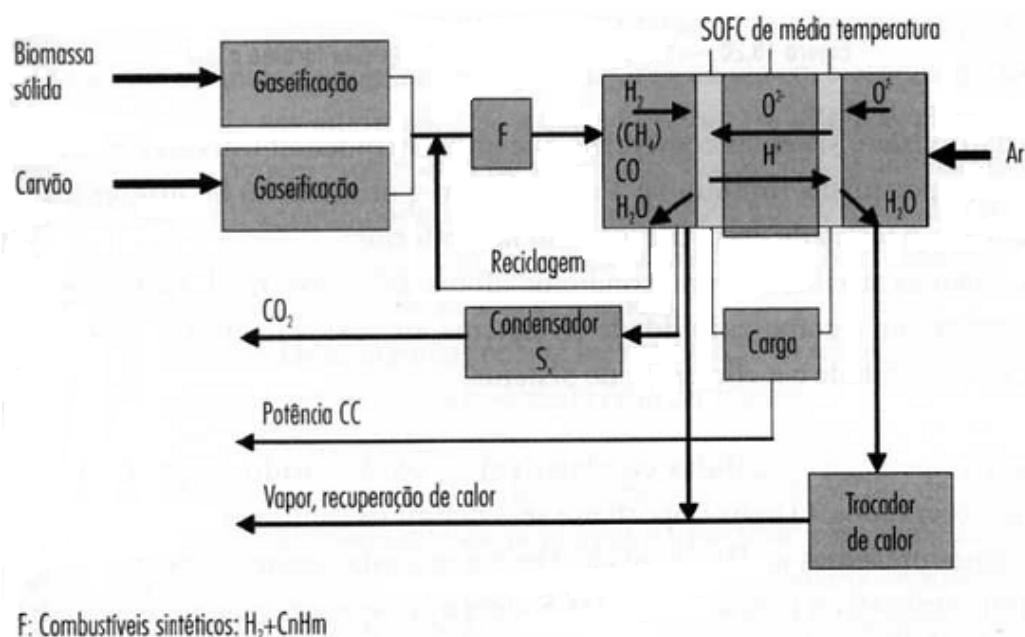 SOFC de média temperatura
Biomassa
sólida
Gaseificação
Carvão
Gaseificação
F
H₂
(CH₄)
CO
H₂O
O²⁻
H⁺
O²⁻
H₂O
Ar
Reciclagem
CO₂
Condensador
Carga
Potência CC
Vapor, recuperação de calor
Trocador
de calor
F: Combustíveis sintéticos: H₂+CnHm